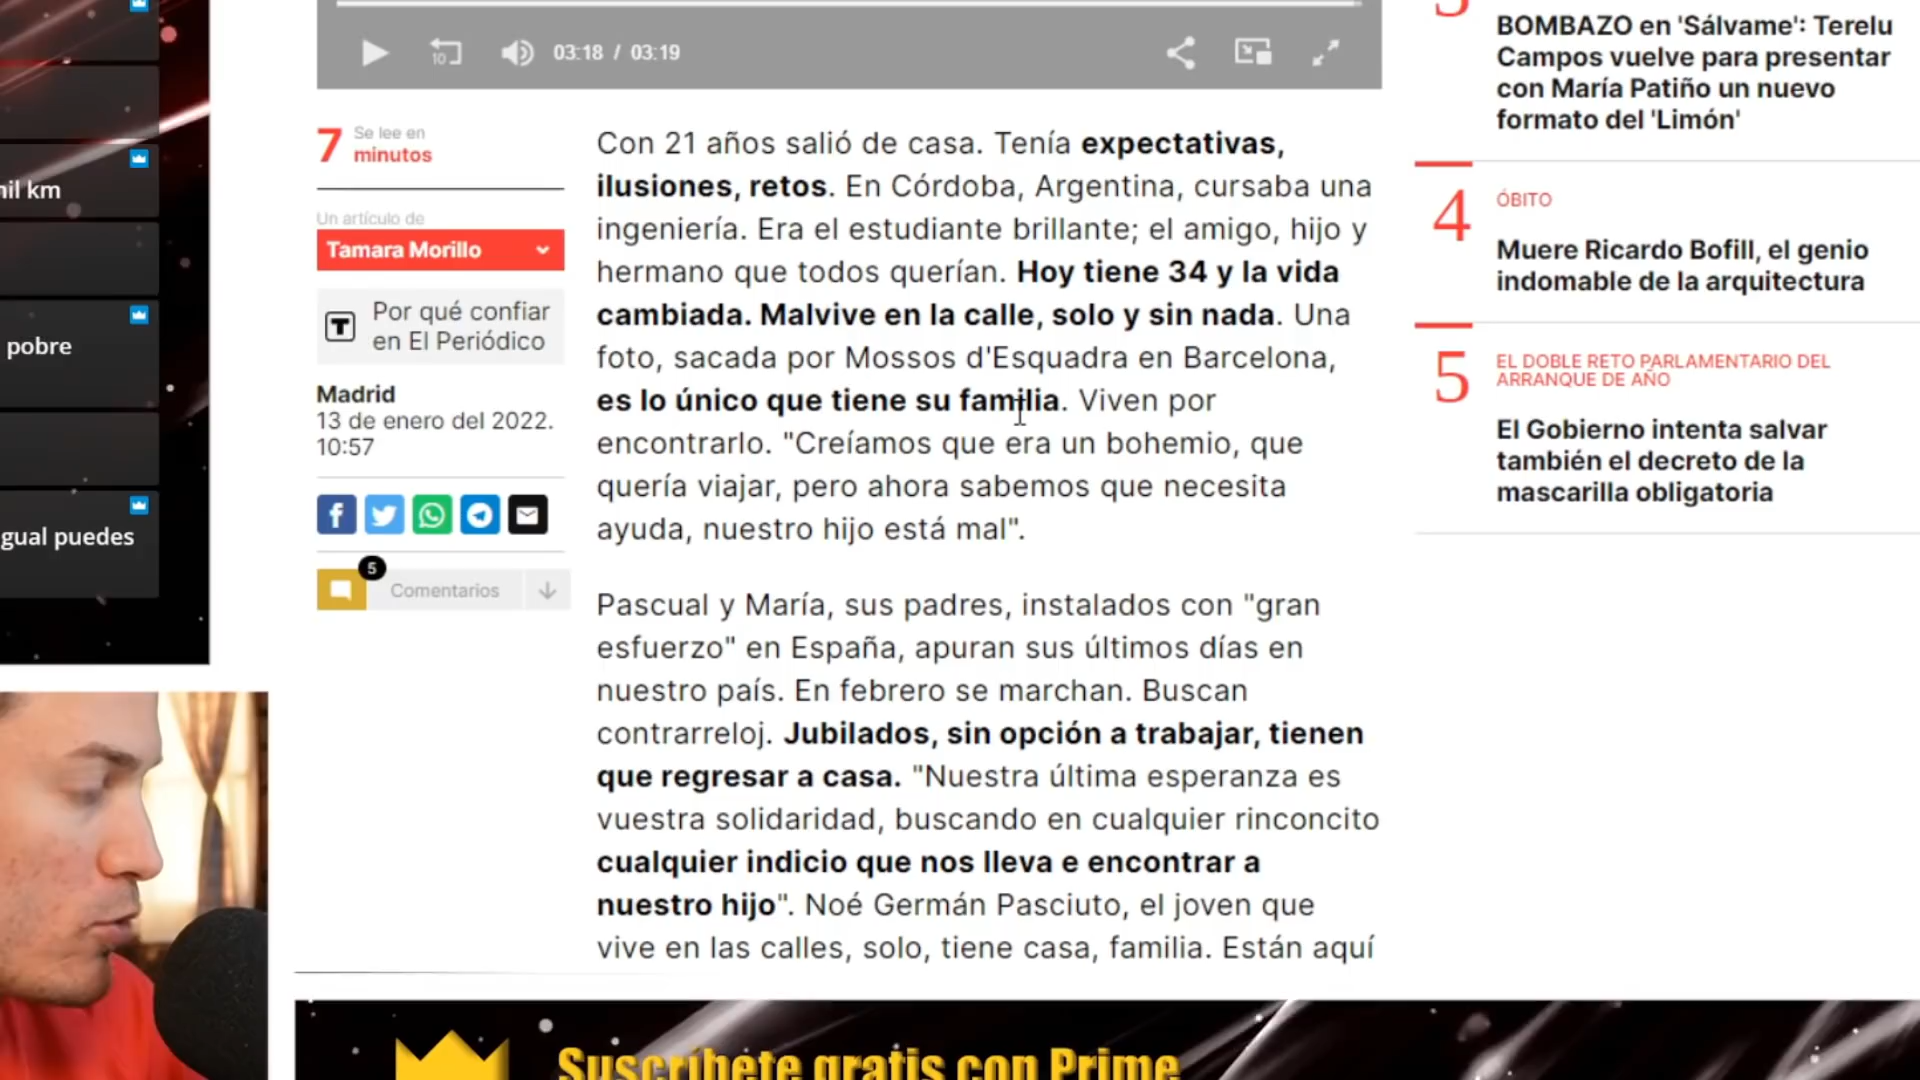 nil km
pobre
gual puedes
03:18 / 03:19
7
Se lee en
minutos
Un artículo de
Tamara Morillo
Por qué confiar
en El Periódico
Madrid
13 de enero del 2022.
10:57
5
Comentarios
Con 21 años salió de casa. Tenía expectativas,
ilusiones, retos. En Córdoba, Argentina, cursaba una
ingeniería. Era el estudiante brillante; el amigo, hijo y
hermano que todos querían. Hoy tiene 34 y la vida
cambiada. Malvive en la calle, solo y sin nada. Una
foto, sacada por Mossos d'Esquadra en Barcelona,
es lo único que tiene su familia. Viven por
encontrarlo. "Creíamos que era un bohemio, que
quería viajar, pero ahora sabemos que necesita
ayuda, nuestro hijo está mal".
Pascual y María, sus padres, instalados con "gran
esfuerzo" en España, apuran sus últimos días en
nuestro país. En febrero se marchan. Buscan
contrarreloj. Jubilados, sin opción a trabajar, tienen
que regresar a casa. "Nuestra última esperanza es
vuestra solidaridad, buscando en cualquier rinconcito
cualquier indicio que nos lleva e encontrar a
nuestro hijo". Noé Germán Pasciuto, el joven que
vive en las calles, solo, tiene casa, familia. Están aquí
BOMBAZO en 'Sálvame': Terelu
Campos vuelve para presentar
con María Patiño un nuevo
formato del 'Limón'
4
ÓBITO
Muere Ricardo Bofill, el genio
indomable de la arquitectura
5
EL DOBLE RETO PARLAMENTARIO DEL
ARRANQUE DE AÑO
El Gobierno intenta salvar
también el decreto de la
mascarilla obligatoria
Suscríbete gratis con Prime